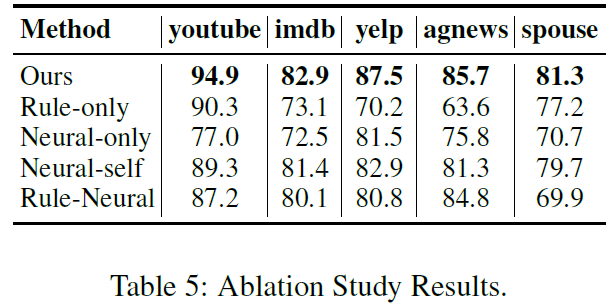 Method youtube imdb yelp agnews spouse
Ours 94.9 82.9 87.5 85.7 81.3
Rule-only 90.3 73.1 70.2 63.6 77.2
Neural-only 77.0 72.5 81.5 75.8 70.7
Neural-self 89.3 81.4 82.9 81.3 79.7
Rule-Neural 87.2 80.1 80.8 84.8 69.9
Table 5: Ablation Study Results.